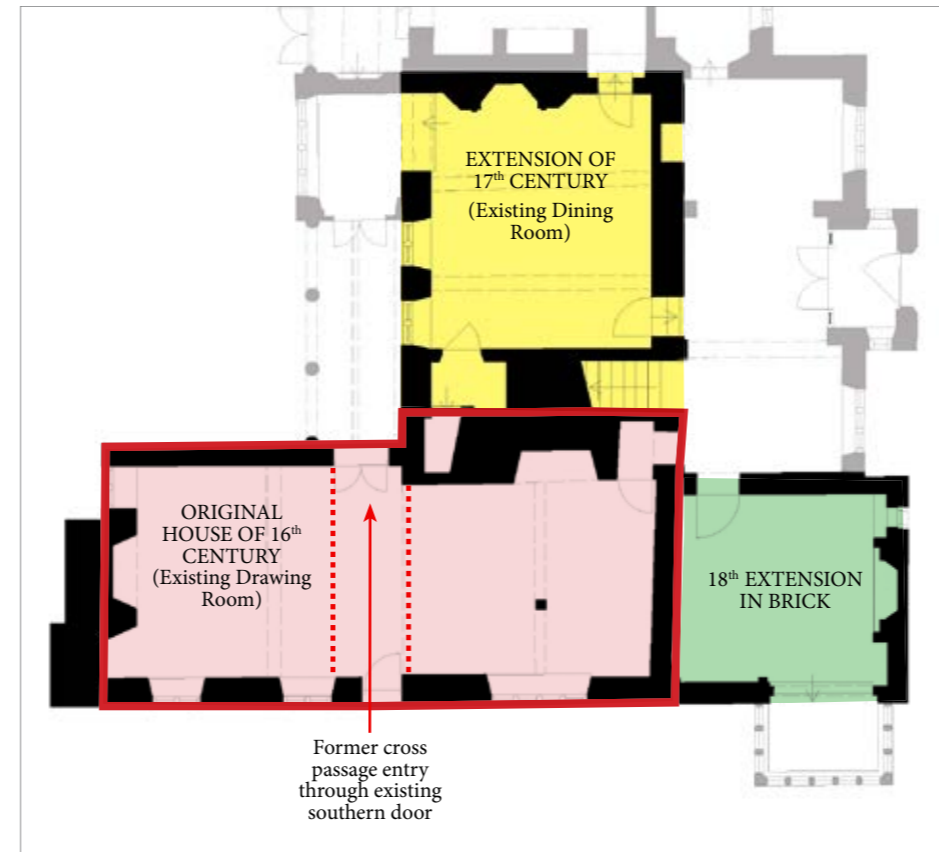 EXTENSION OF
17th CENTURY
(Existing Dining
Room)
ORIGINAL
HOUSE OF 16th
CENTURY
(Existing Drawing
Room)
18th EXTENSION
IN BRICK
Former cross
passage entry
through existing
southern door